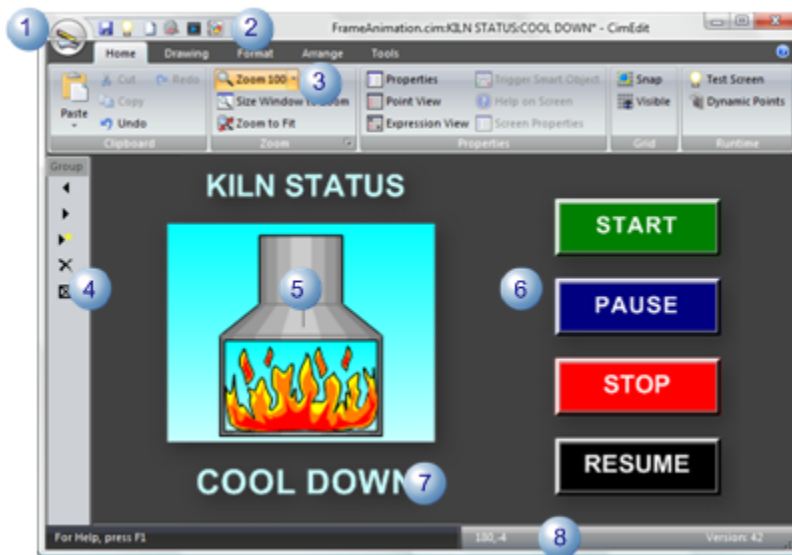 1
2
FrameAnimation.cim:KILN STATUS:COOL DOWN* - CimEdit
Home Drawing Format Arrange Tools
3
Paste
Cut Redo
Copy
Undo
Clipboard
Zoom 100
Size Window to Zoom
Zoom to Fit
Zoom
Properties Trigger Smart Object
Point View Help on Screen
Expression View Screen Properties
Properties
Snap
Visible
Grid
Test Screen
Dynamic Points
Runtime
Group
4
KILN STATUS
5
COOL DOWN
7
6
START
PAUSE
STOP
RESUME
For Help, press F1
180,-4
8
Version: 42